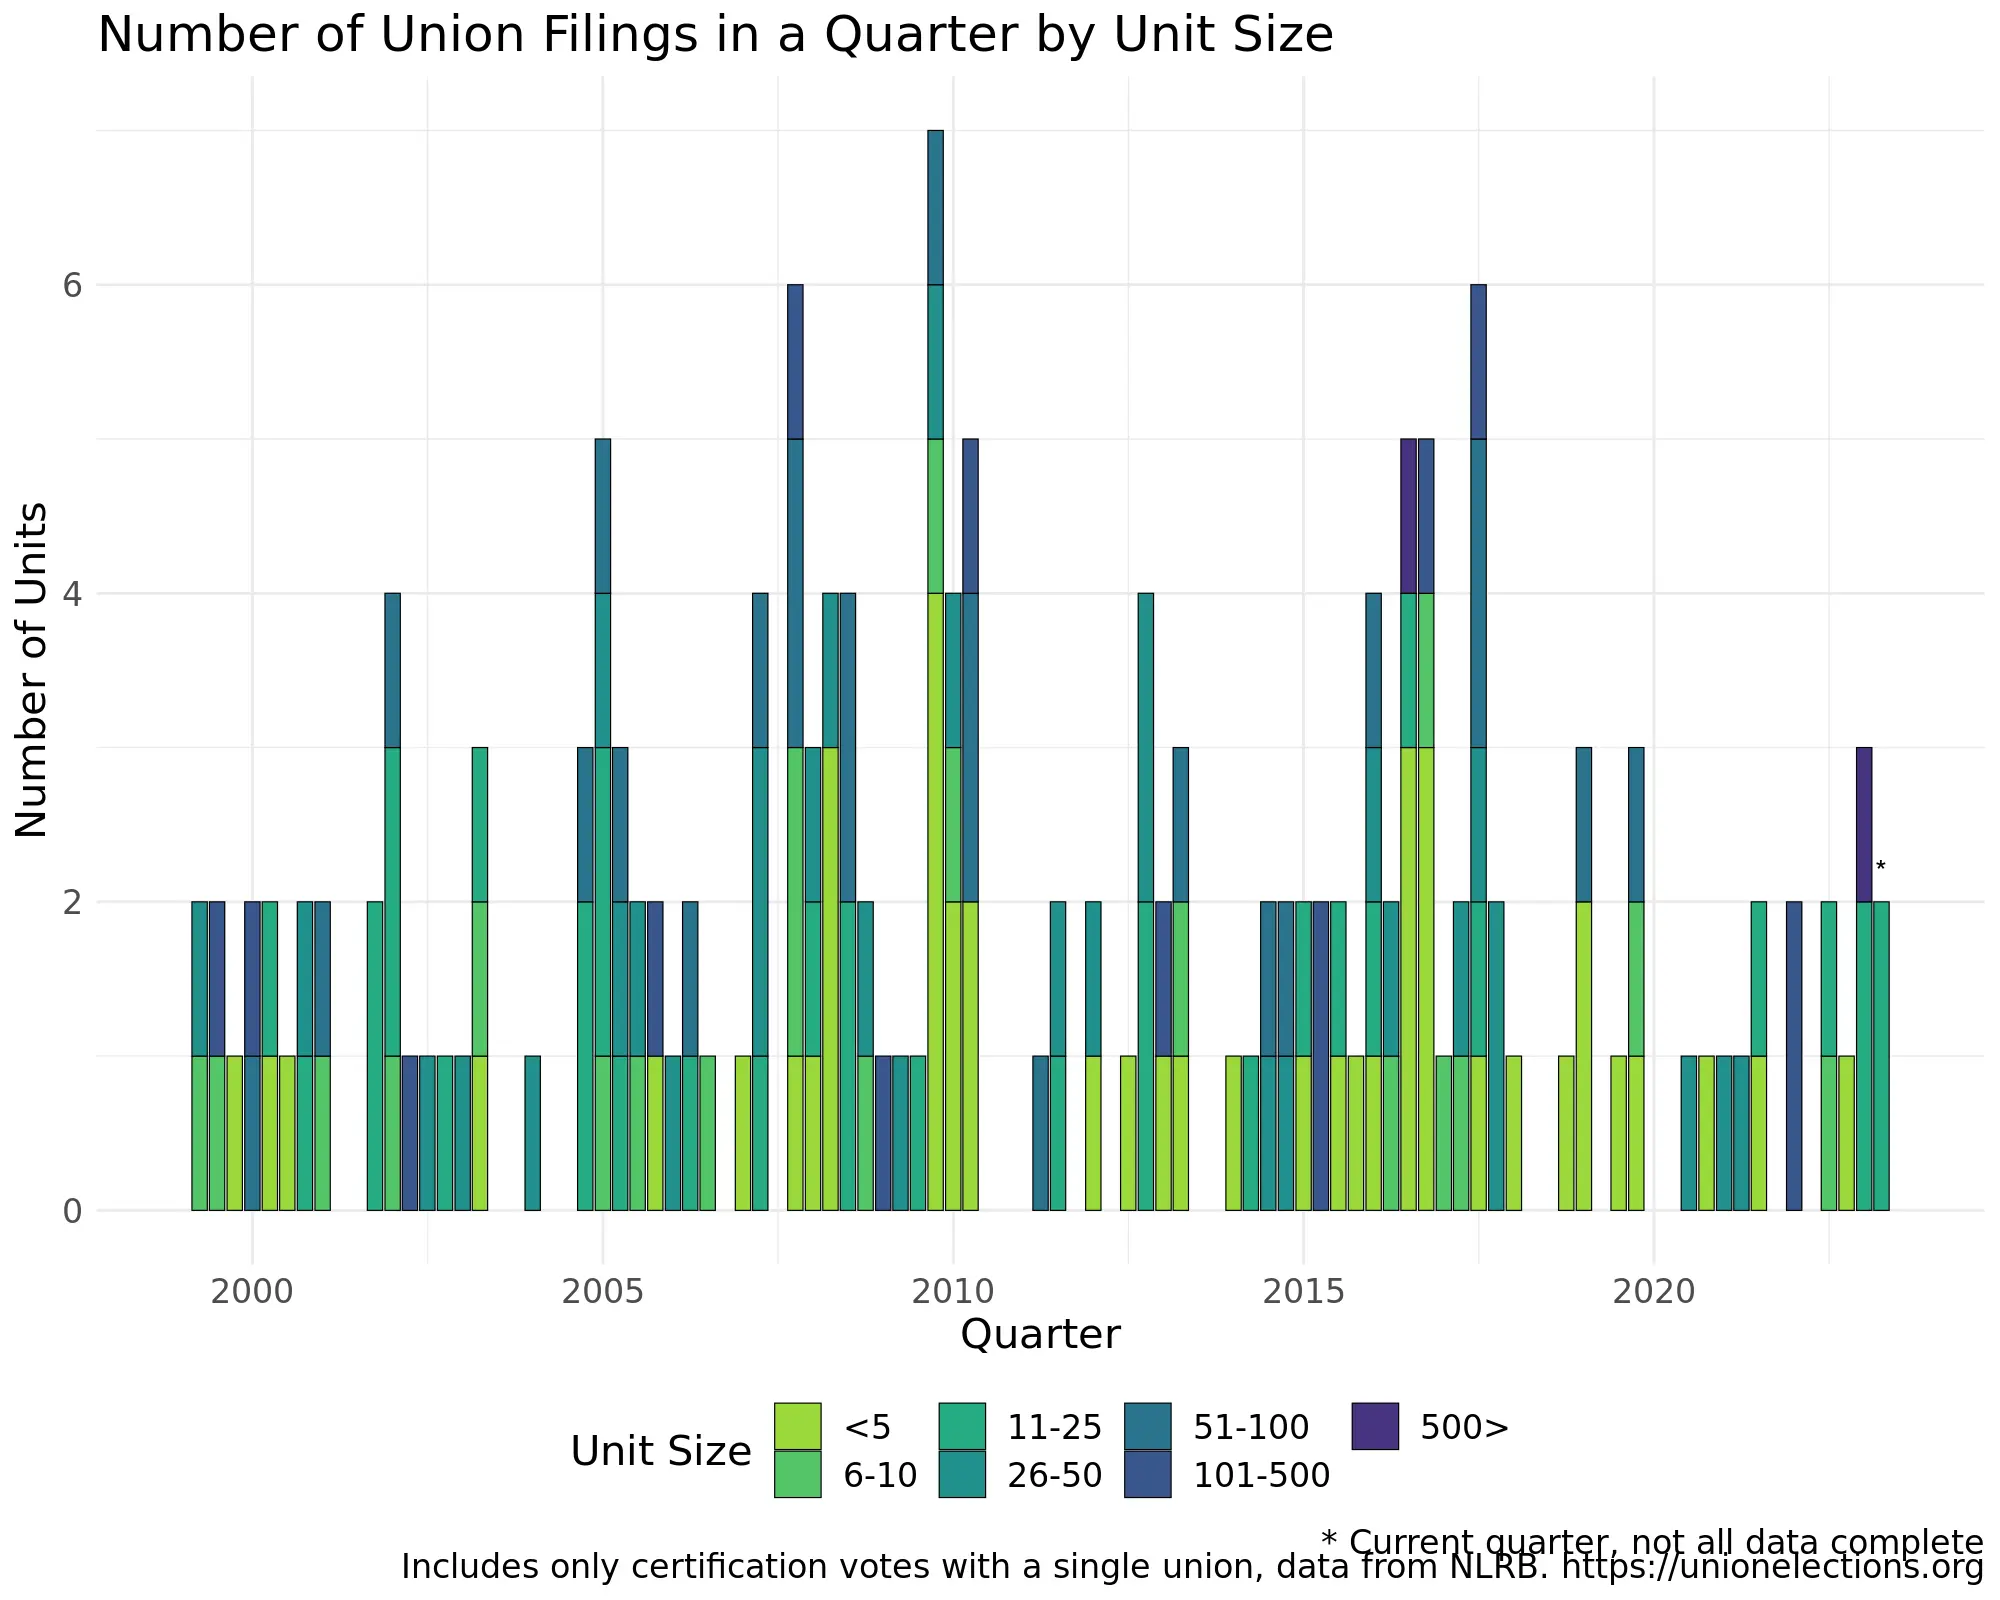 Number of Union Filings in a Quarter by Unit Size
Number of Units
6
4
2
0
*
2000 2005 2010 2015 2020
Quarter
Unit Size
<5 11-25 51-100 500>
6-10 26-50 101-500
* Current quarter, not all data complete
Includes only certification votes with a single union, data from NLRB. https://unionelections.org